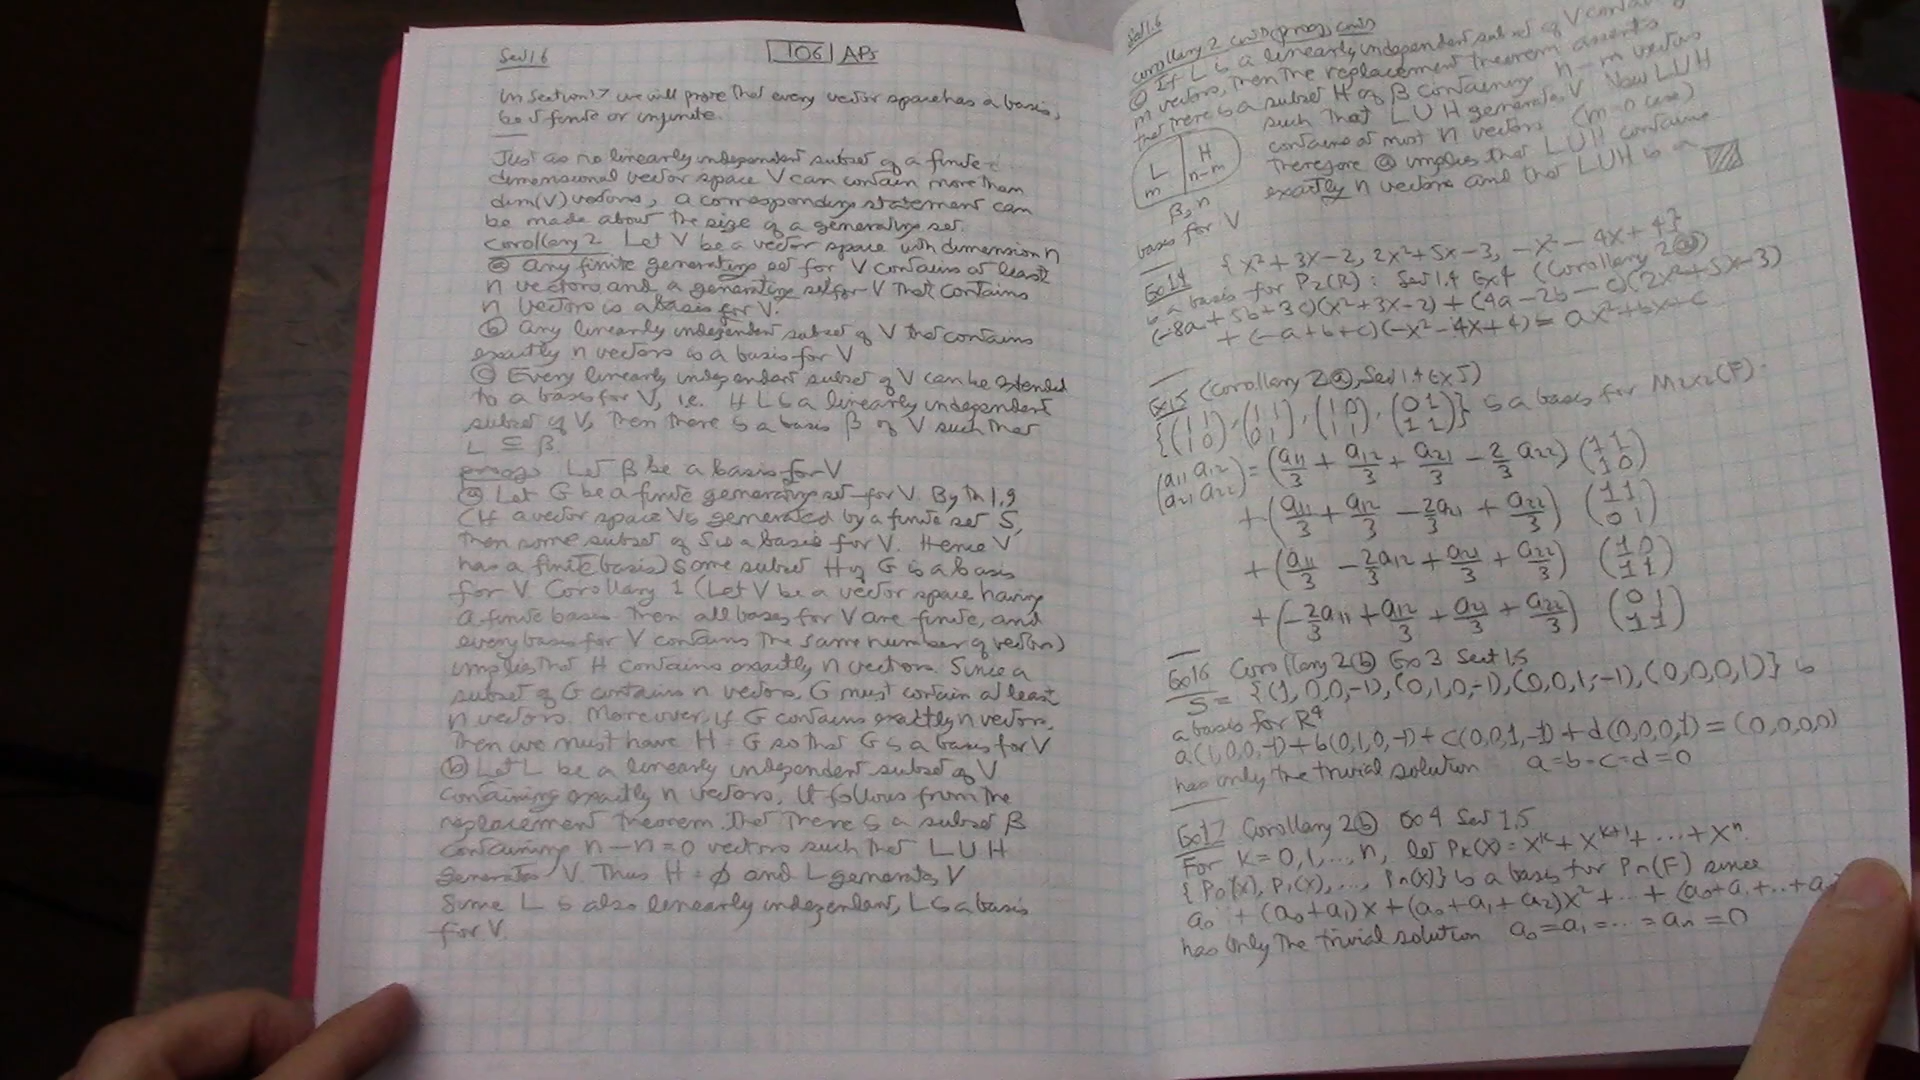 Sect 1.6
106 APs
In Section 1.7 we will prove that every vector space has a basis,
be it finite or infinite.
Just as no linearly independent subset of a finite-
dimensional vector space V can contain more than
dim(V) vectors, a corresponding statement can
be made about the size of a generating set.
Corollary 2 Let V be a vector space with dimension n
(a) Any finite generating set for V contains at least
n vectors and a generating set for V that contains
n vectors is a basis for V.
(b) Any linearly independent subset of V that contains
exactly n vectors is a basis for V
(c) Every linearly independent subset of V can be extended
to a basis for V, i.e. if L is a linearly independent
subset of V, then there is a basis β of V such that
L ⊆ β
proof: Let β be a basis for V
(a) Let G be a finite generating set for V. By th 1.9
(If a vector space V is generated by a finite set S,
then some subset of S is a basis for V. Hence V
has a finite basis) some subset H of G is a basis
for V Corollary 1 (Let V be a vector space having
a finite basis. Then all bases for V are finite, and
every basis for V contains the same number of vectors)
implies that H contains exactly n vectors. Since a
subset of G contains n vectors, G must contain at least
n vectors. Moreover, if G contains exactly n vectors,
then we must have H = G so that G is a basis for V
(b) Let L be a linearly independent subset of V
containing exactly n vectors. It follows from the
replacement theorem that there is a subset β
containing n-n=0 vectors such that L ∪ H
generates V. Thus H = ϕ and L generates V
Since L is also linearly independent, L is a basis
for V.
Sect 1.6
Corollary 2 cont'd (proof, cont)
(c) If L is a linearly independent subset of V containing
m vectors, then the replacement theorem asserts
that there is a subset H of β containing n-m vectors
such that L ∪ H generates V. Now L ∪ H
contains at most n vectors (m=0 case)
Therefore (a) implies that L ∪ H contains
exactly n vectors and that L ∪ H is a
L H
m n-m
β, n
basis for V
Ex 14 {x²+3x-2, 2x²+5x-3, -x²-4x+4}
is a basis for P₂(R): Sect 1.4 Ex 4 (Corollary 2(a))
(-8a+5b+3c)(x²+3x-2)+(4a-2b-c)(2x²+5x-3)
+(-a+b+c)(-x²-4x+4)= ax²+bx+c
Ex 15 (Corollary 2(a), Sect 1.4 Ex 5)
{(1 1; 1 0), (1 1; 0 1), (1 0; 1 1), (0 1; 1 1)} is a basis for M₂ₓ₂(F).
(a₁₁ a₁₂; a₂₁ a₂₂) = (a₁₁/3 + a₁₂/3 + a₂₁/3 - 2/3 a₂₂) (1 1; 1 0)
+ (a₁₁/3 + a₁₂/3 - 2a₂₁/3 + a₂₂/3) (1 1; 0 1)
+ (a₁₁/3 - 2/3 a₁₂ + a₂₁/3 + a₂₂/3) (1 0; 1 1)
+ (-2/3 a₁₁ + a₁₂/3 + a₂₁/3 + a₂₂/3) (0 1; 1 1)
Ex 16 Corollary 2(b) Ex 3 Sect 1.5
S = {(1,0,0,-1),(0,1,0,-1),(0,0,1,-1),(0,0,0,1)} is
a basis for R⁴
a(1,0,0,-1)+b(0,1,0,-1)+c(0,0,1,-1)+d(0,0,0,1)=(0,0,0,0)
has only the trivial solution a=b=c=d=0
Ex 17 Corollary 2(b) Ex 4 Sect 1.5
For k=0,1,...,n, let Pₖ(x)=xᵏ+xᵏ⁺¹+...+xⁿ.
{P₀(x), P₁(x), ..., Pₙ(x)} is a basis for Pₙ(F) since
a₀ + (a₀+a₁)x+(a₀+a₁+a₂)x²+...+(a₀+a₁+..+a
has only the trivial solution a₀=a₁=...=aₙ=0